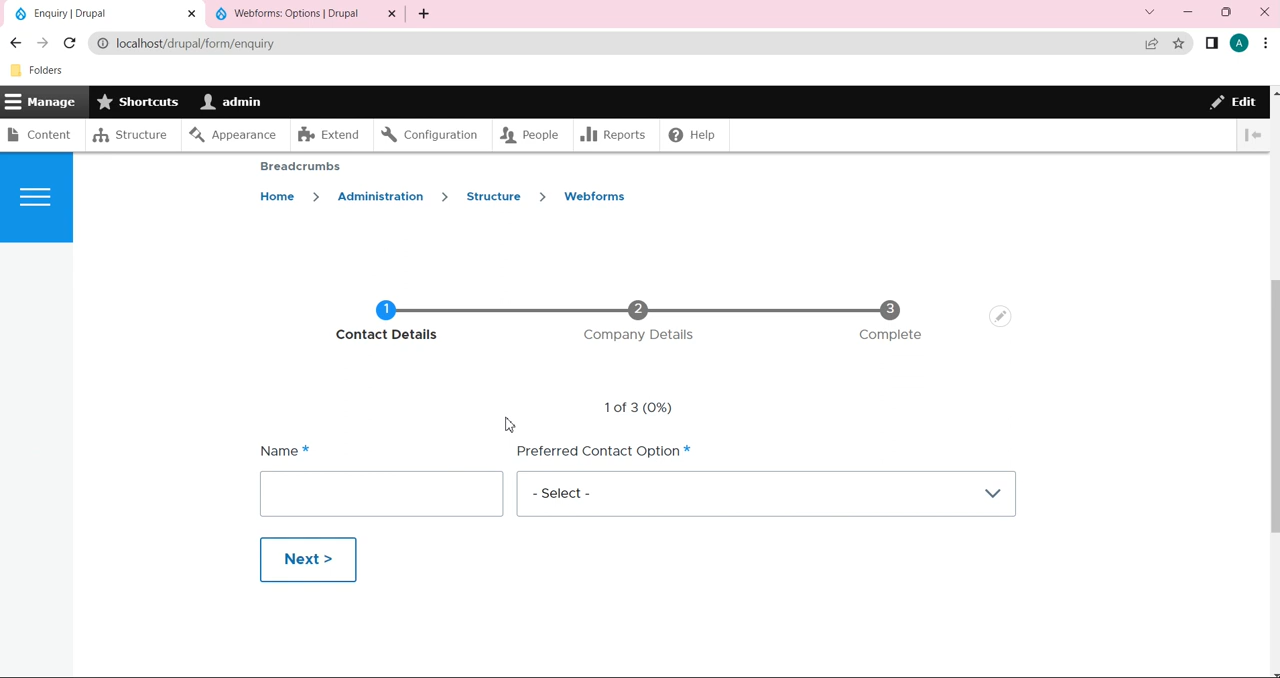 Enquiry | Drupal
Webforms: Options | Drupal
localhost/drupal/form/enquiry
A
Folders
Manage
Shortcuts
admin
Edit
Content
Structure
Appearance
Extend
Configuration
People
Reports
Help
Breadcrumbs
Home > Administration > Structure > Webforms
1
2
3
Contact Details
Company Details
Complete
1 of 3 (0%)
Name *
Preferred Contact Option *
- Select -
Next >